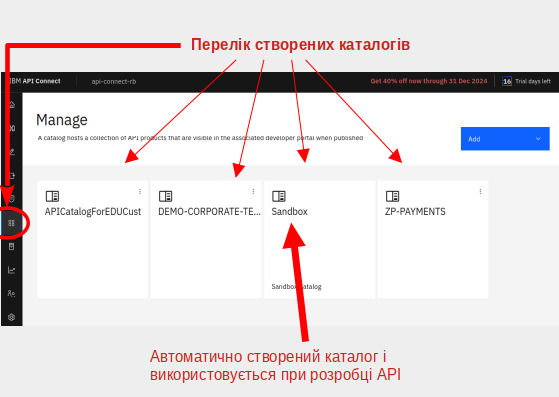 Перелік створених каталогів
IBM API Connect
api-connect-rb
Get 40% off now through 31 Dec 2024
16 Trial days left
Manage
A catalog hosts a collection of API products that are visible in the associated developer portal when published
Add
APICatalogForEDUCust
DEMO-CORPORATE-TE...
Sandbox
ZP-PAYMENTS
Sandbox Catalog
Автоматично створений каталог і
використовується при розробці API